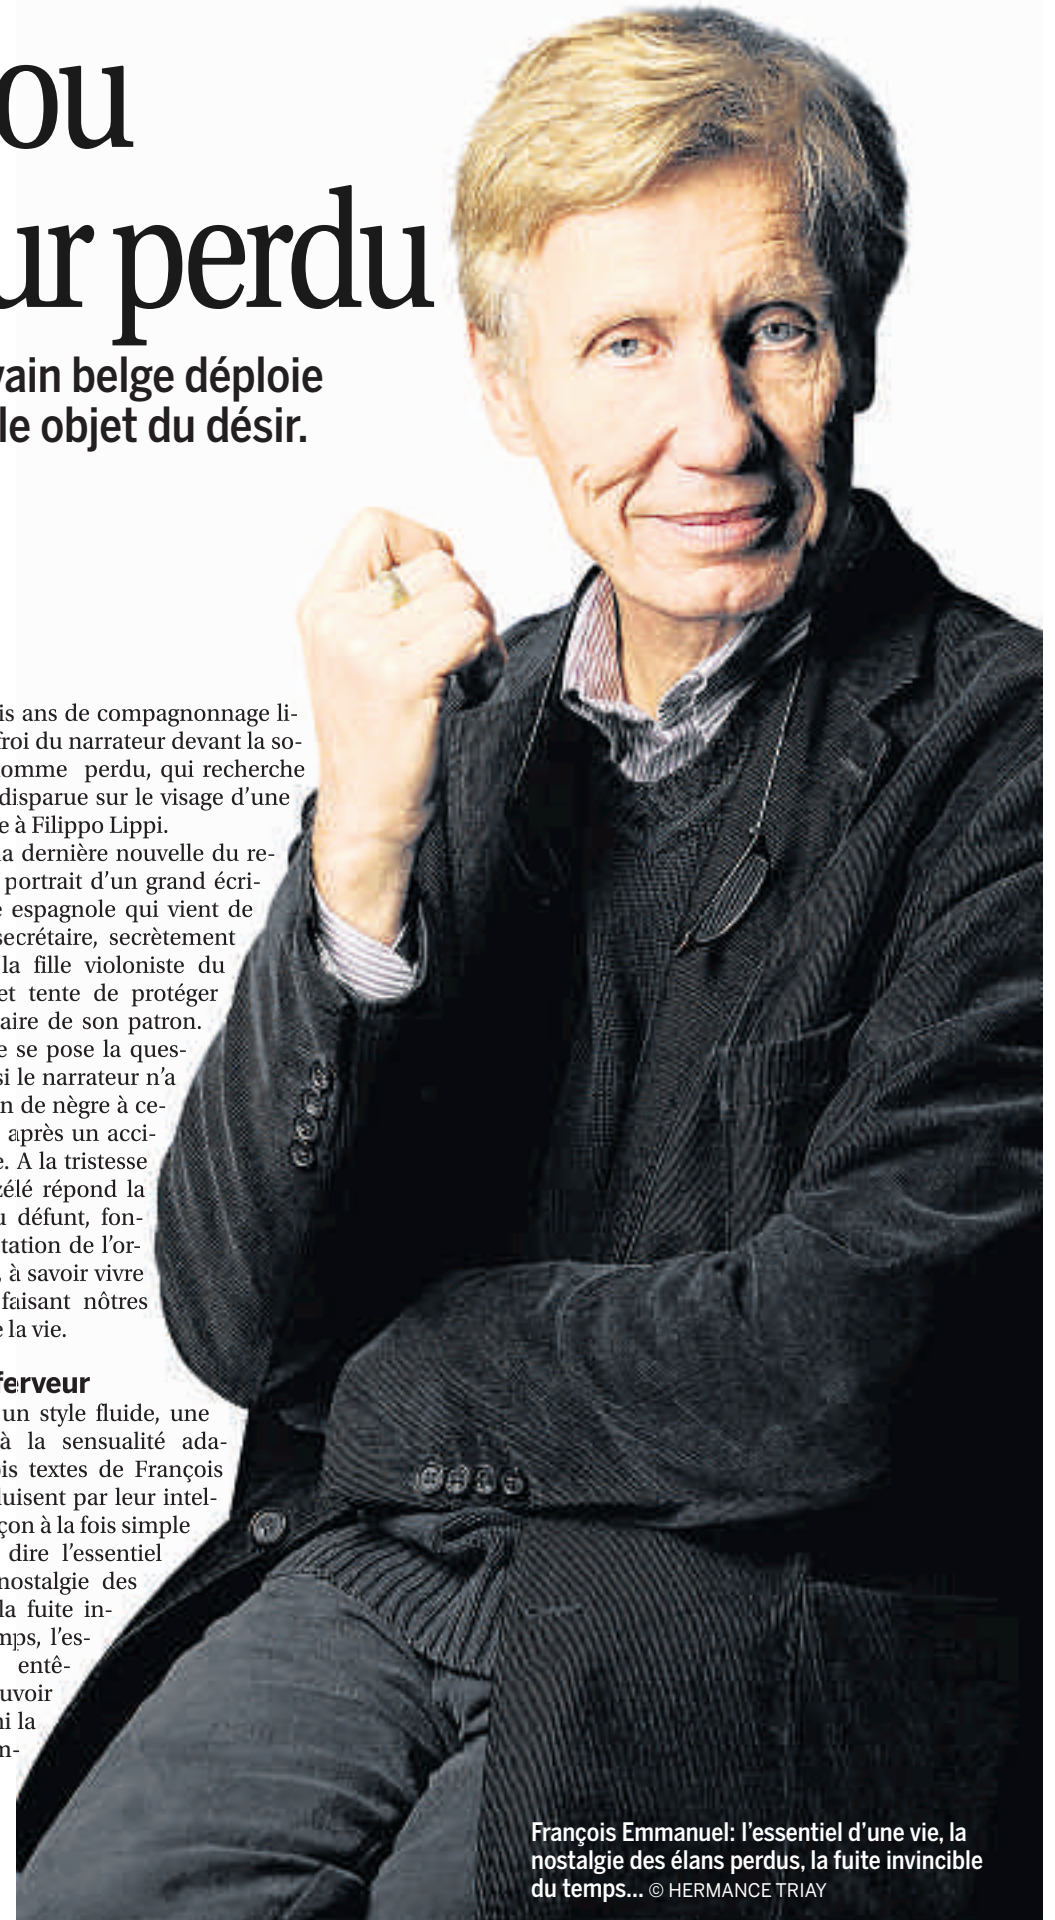 ou
ur perdu
vain belge déploie
le objet du désir.
is ans de compagnonnage li-
froi du narrateur devant la so-
omme perdu, qui recherche
disparue sur le visage d'une
e à Filippo Lippi.
la dernière nouvelle du re-
portrait d'un grand écri-
e espagnole qui vient de
secrétaire, secrètement
la fille violoniste du
et tente de protéger
aire de son patron.
e se pose la ques-
si le narrateur n'a
n de nègre à ce-
après un acci-
e. A la tristesse
zélé répond la
u défunt, fon-
tation de l'or-
, à savoir vivre
faisant nôtres
e la vie.
ferveur
un style fluide, une
à la sensualité ada-
is textes de François
duisent par leur intel-
çon à la fois simple
dire l'essentiel
nostalgie des
la fuite in-
mps, l'es-
entê-
uvoir
ni la
m-
François Emmanuel: l'essentiel d'une vie, la
nostalgie des élans perdus, la fuite invincible
du temps... © HERMANCE TRIAY